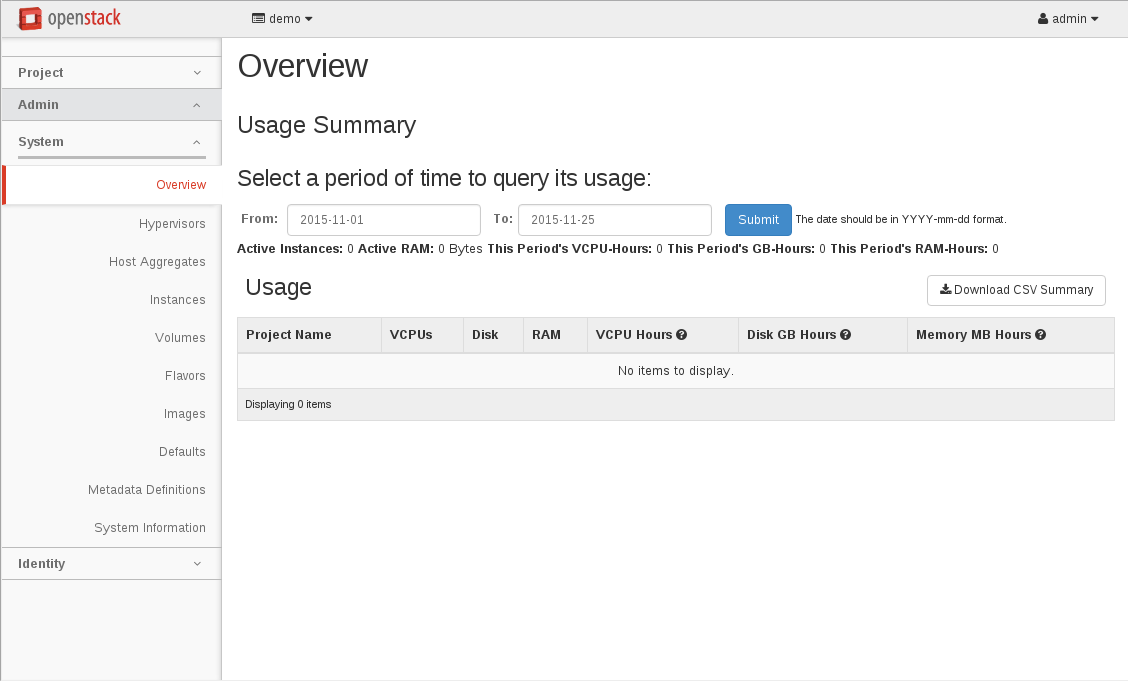 openstack
demo
admin
Project
Admin
System
Overview
Hypervisors
Host Aggregates
Instances
Volumes
Flavors
Images
Defaults
Metadata Definitions
System Information
Identity
Overview
Usage Summary
Select a period of time to query its usage:
From: 2015-11-01 To: 2015-11-25 Submit The date should be in YYYY-mm-dd format.
Active Instances: 0 Active RAM: 0 Bytes This Period's VCPU-Hours: 0 This Period's GB-Hours: 0 This Period's RAM-Hours: 0
Usage
Download CSV Summary
Project Name VCPUs Disk RAM VCPU Hours Disk GB Hours Memory MB Hours
No items to display.
Displaying 0 items